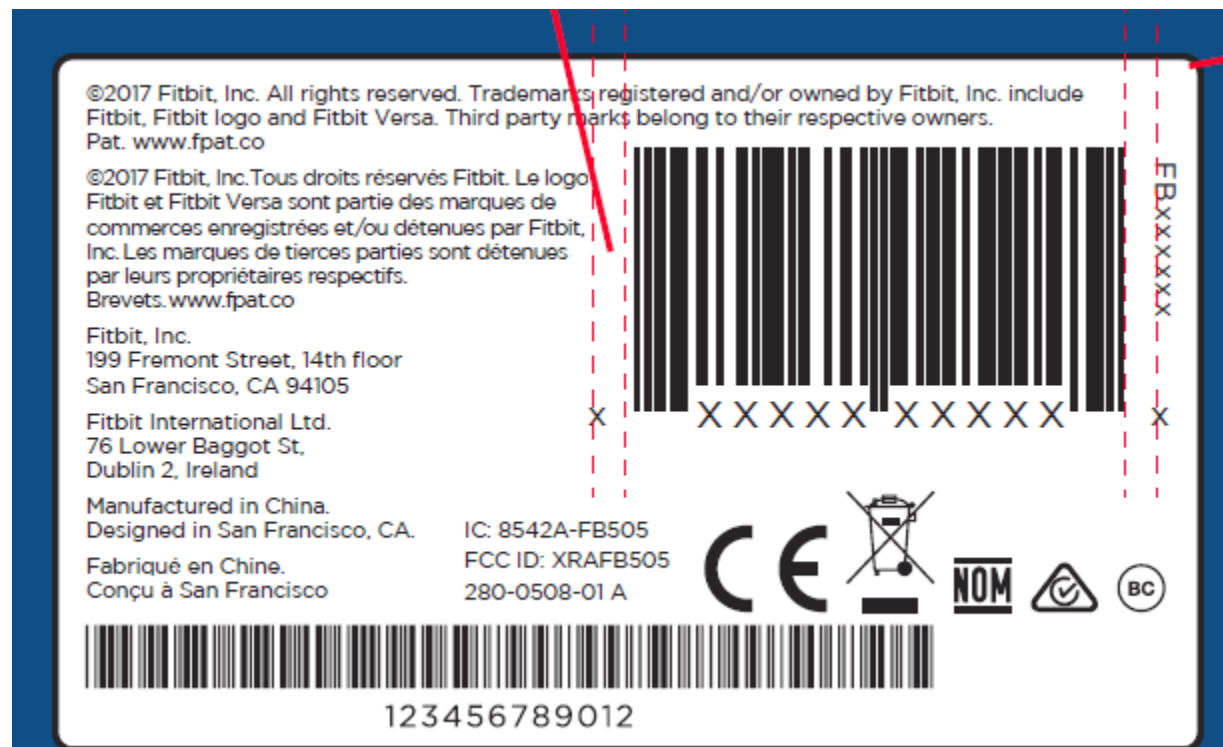 ©2017 Fitbit, Inc. All rights reserved. Trademarks registered and/or owned by Fitbit, Inc. include
Fitbit, Fitbit logo and Fitbit Versa. Third party marks belong to their respective owners.
Pat. www.fpat.co
©2017 Fitbit, Inc.Tous droits réservés Fitbit. Le logo
Fitbit et Fitbit Versa sont partie des marques de
commerces enregistrées et/ou détenues par Fitbit,
Inc. Les marques de tierces parties sont détenues
par leurs propriétaires respectifs.
Brevets. www.fpat.co
Fitbit, Inc.
199 Fremont Street, 14th floor
San Francisco, CA 94105
Fitbit International Ltd.
76 Lower Baggot St,
Dublin 2, Ireland
Manufactured in China.
Designed in San Francisco, CA.
Fabriqué en Chine.
Conçu à San Francisco
IC: 8542A-FB505
FCC ID: XRAFB505
280-0508-01 A
FBxxxxxx
X XXXXX XXXXX X
CE
NOM
BC
123456789012